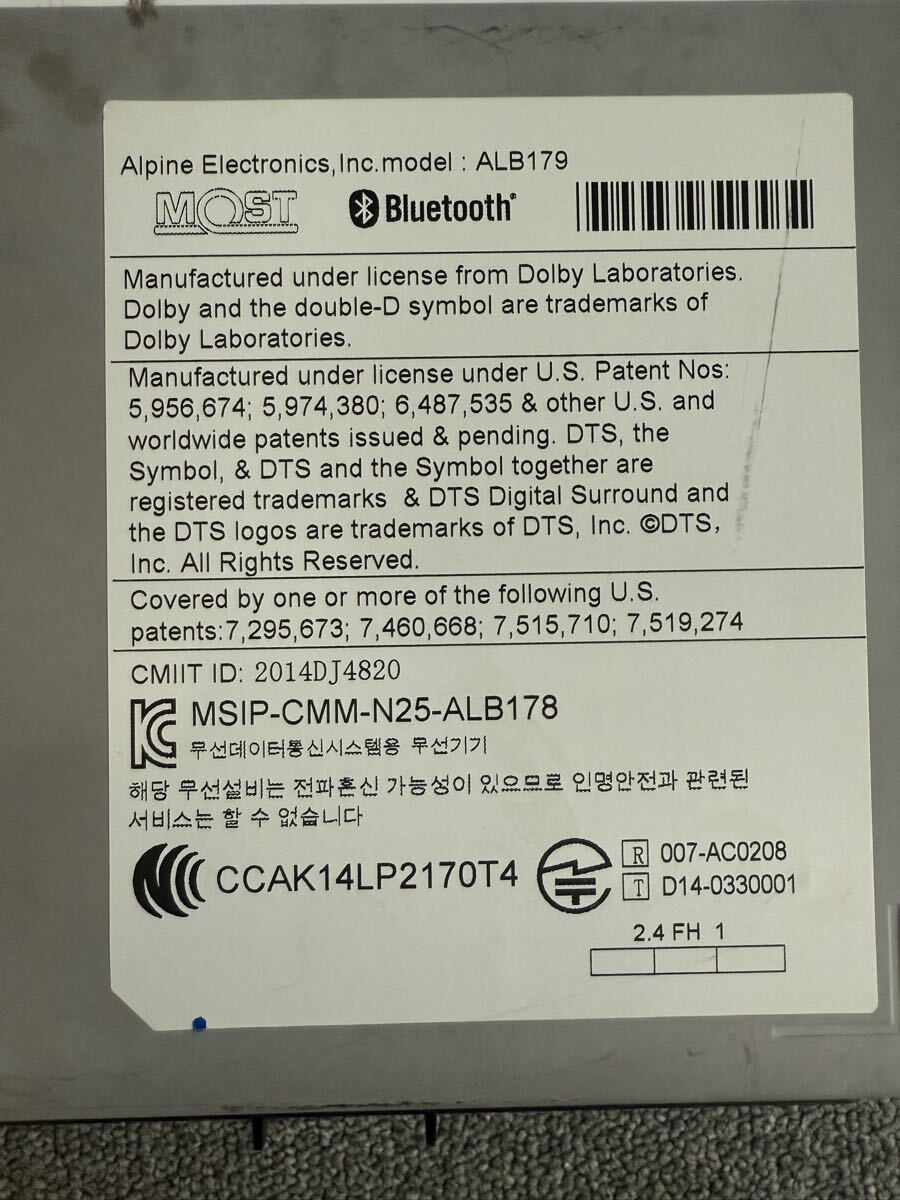 Alpine Electronics,Inc.model : ALB179
MOST Bluetooth®
Manufactured under license from Dolby Laboratories.
Dolby and the double-D symbol are trademarks of
Dolby Laboratories.
Manufactured under license under U.S. Patent Nos:
5,956,674; 5,974,380; 6,487,535 & other U.S. and
worldwide patents issued & pending. DTS, the
Symbol, & DTS and the Symbol together are
registered trademarks & DTS Digital Surround and
the DTS logos are trademarks of DTS, Inc. ©DTS,
Inc. All Rights Reserved.
Covered by one or more of the following U.S.
patents:7,295,673; 7,460,668; 7,515,710; 7,519,274
CMIIT ID: 2014DJ4820
MSIP-CMM-N25-ALB178
무선데이터통신시스템용 무선기기
해당 무선설비는 전파혼신 가능성이 있으므로 인명안전과 관련된
서비스는 할 수 없습니다
CCAK14LP2170T4
R 007-AC0208
T D14-0330001
2.4 FH 1